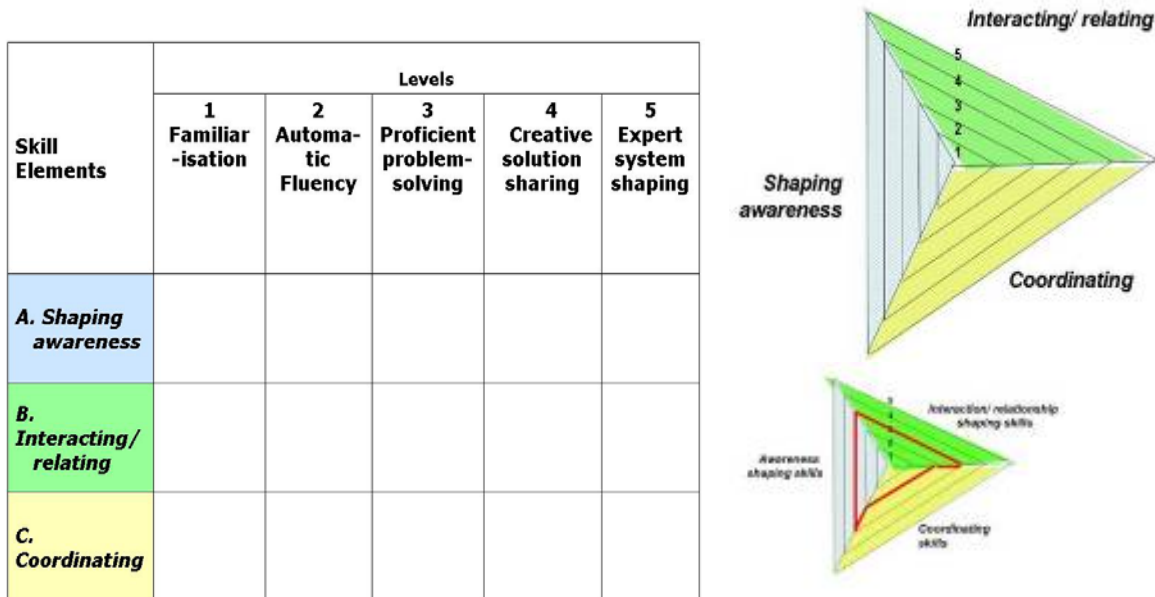 Skill
Elements
Levels
1
Familiar
-isation
2
Automa-
tic
Fluency
3
Proficient
problem-
solving
4
Creative
solution
sharing
5
Expert
system
shaping
A. Shaping
awareness
B.
Interacting/
relating
C.
Coordinating
Interacting/ relating
5
4
3
2
1
Shaping
awareness
Coordinating
Interaction/ relationship
shaping skills
Awareness
shaping skills
Coordinating
skills